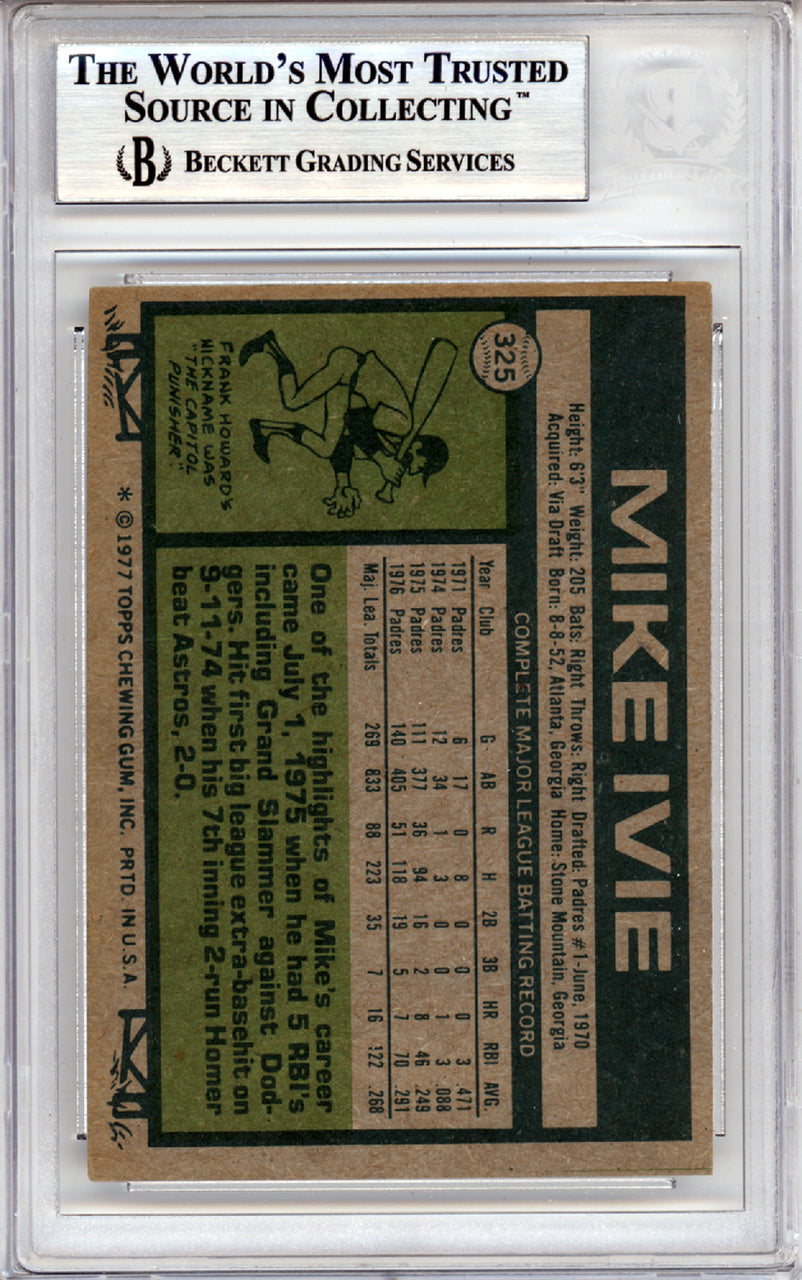 THE WORLD'S MOST TRUSTED
SOURCE IN COLLECTING™
B BECKETT GRADING SERVICES
MIKE IVIE
Height: 6'3" Weight: 205 Bats: Right Throws: Right Drafted: Padres #1-June, 1970
Acquired: Via Draft Born: 8-8-52, Atlanta, Georgia Home: Stone Mountain, Georgia
325
COMPLETE MAJOR LEAGUE BATTING RECORD
Year Club G AB R H 2B 3B HR RBI AVG.
1971 Padres 6 17 0 8 0 0 0 3 .471
1974 Padres 12 34 1 3 0 0 1 3 .088
1975 Padres 111 377 36 94 16 2 8 46 .249
1976 Padres 140 405 51 118 19 5 7 70 .291
Maj. Lea. Totals 269 833 88 223 35 7 16 122 .268
FRANK HOWARD'S
NICKNAME WAS
"THE CAPITOL
PUNISHER."
One of the highlights of Mike's career
came July 1, 1975 when he had 5 RBI's
including Grand Slammer against Dod-
gers. Hit first big league extra-basehit on
9-11-74 when his 7th inning 2-run Homer
beat Astros, 2-0.
* © 1977 TOPPS CHEWING GUM, INC. PRTD. IN U.S.A